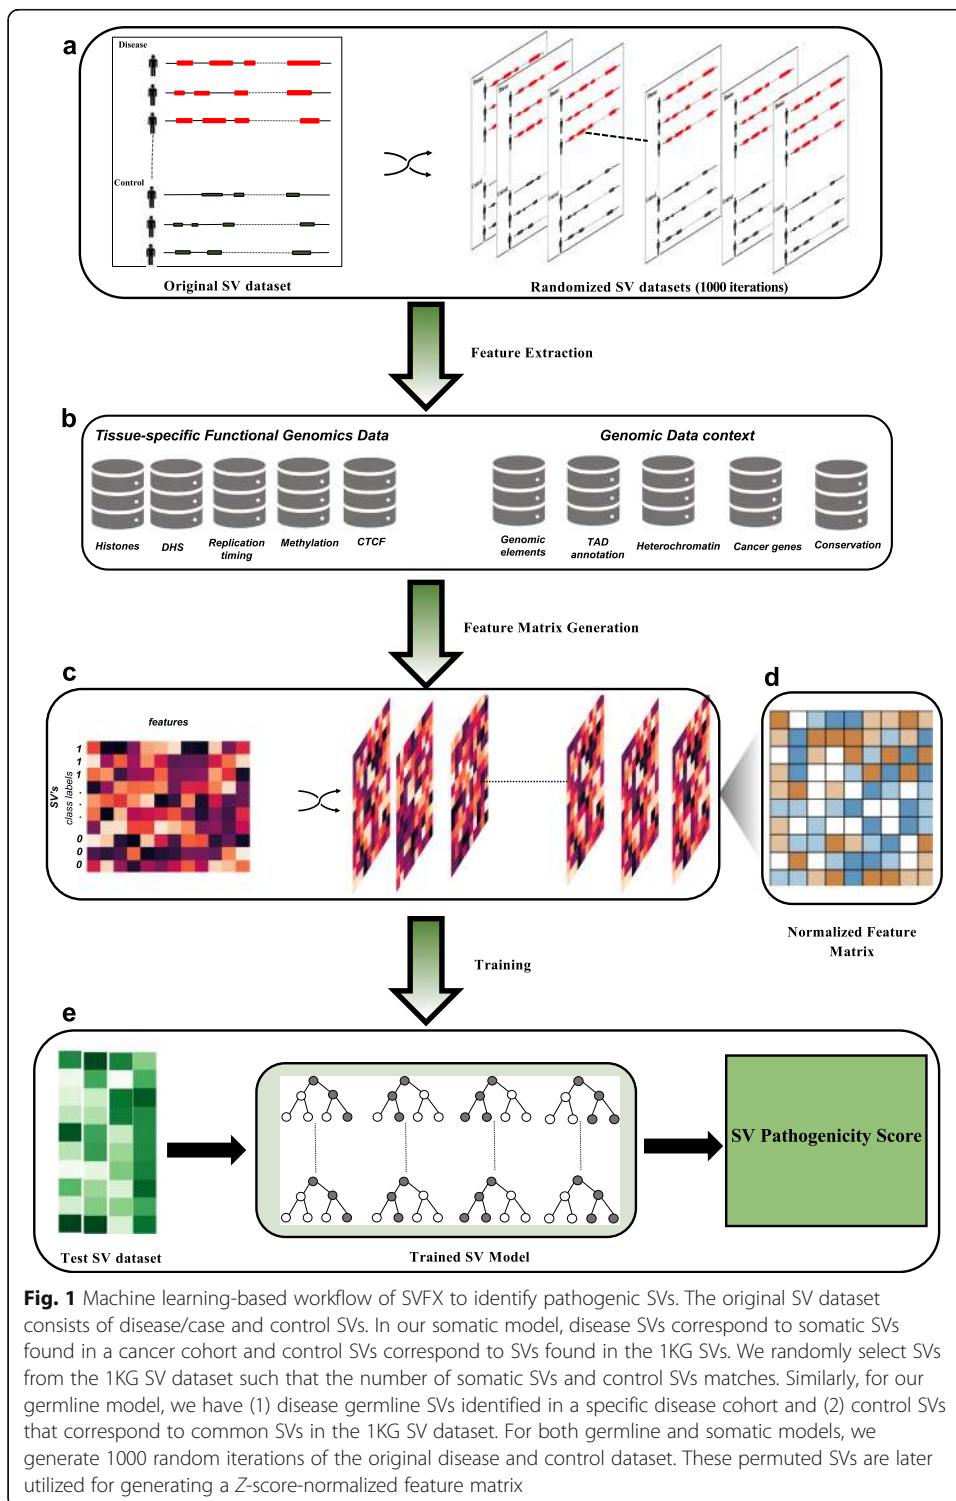 a
Disease
Control
Original SV dataset
Randomized SV datasets (1000 iterations)
Feature Extraction
b
Tissue-specific Functional Genomics Data
Genomic Data context
Histones
DHS
Replication timing
Methylation
CTCF
Genomic elements
TAD annotation
Heterochromatin
Cancer genes
Conservation
Feature Matrix Generation
c
d
features
SV's
class labels
1
1
1
.
.
.
0
0
0
Normalized Feature
Matrix
Training
e
SV Pathogenicity Score
Test SV dataset
Trained SV Model
Fig. 1 Machine learning-based workflow of SVFX to identify pathogenic SVs. The original SV dataset
consists of disease/case and control SVs. In our somatic model, disease SVs correspond to somatic SVs
found in a cancer cohort and control SVs correspond to SVs found in the 1KG SVs. We randomly select SVs
from the 1KG SV dataset such that the number of somatic SVs and control SVs matches. Similarly, for our
germline model, we have (1) disease germline SVs identified in a specific disease cohort and (2) control SVs
that correspond to common SVs in the 1KG SV dataset. For both germline and somatic models, we
generate 1000 random iterations of the original disease and control dataset. These permuted SVs are later
utilized for generating a Z-score-normalized feature matrix